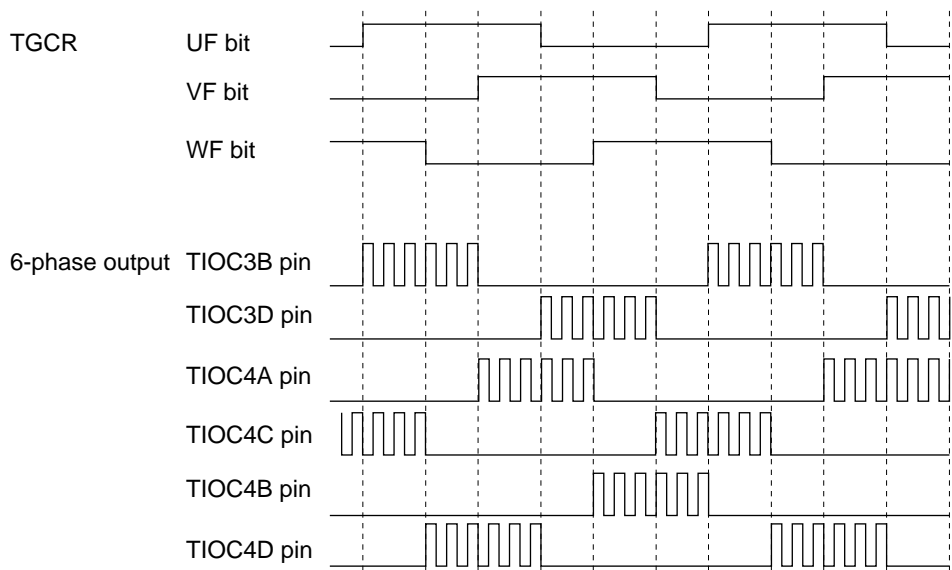 TGCR UF bit
VF bit
WF bit
6-phase output TIOC3B pin
TIOC3D pin
TIOC4A pin
TIOC4C pin
TIOC4B pin
TIOC4D pin